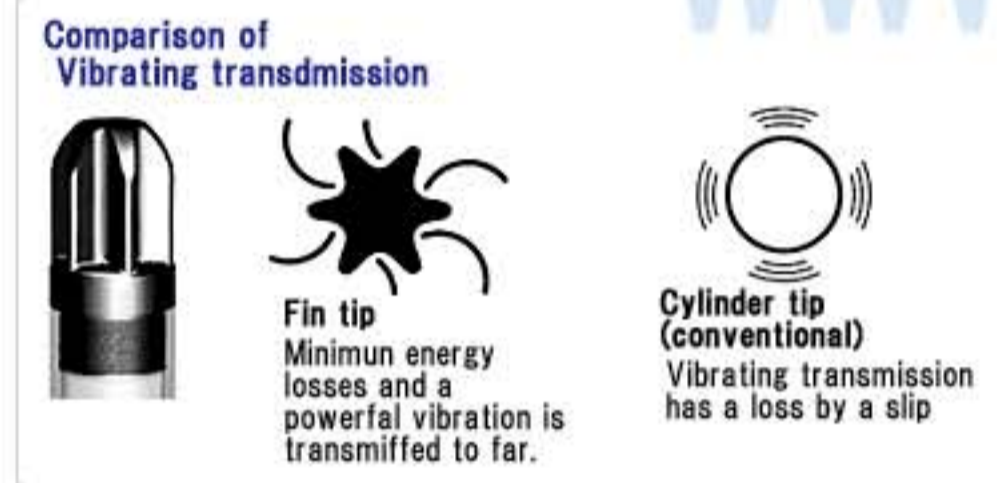 Comparison of
Vibrating transdmission
Fin tip
Minimun energy
losses and a
powerfal vibration is
transmiffed to far.
Cylinder tip
(conventional)
Vibrating transmission
has a loss by a slip